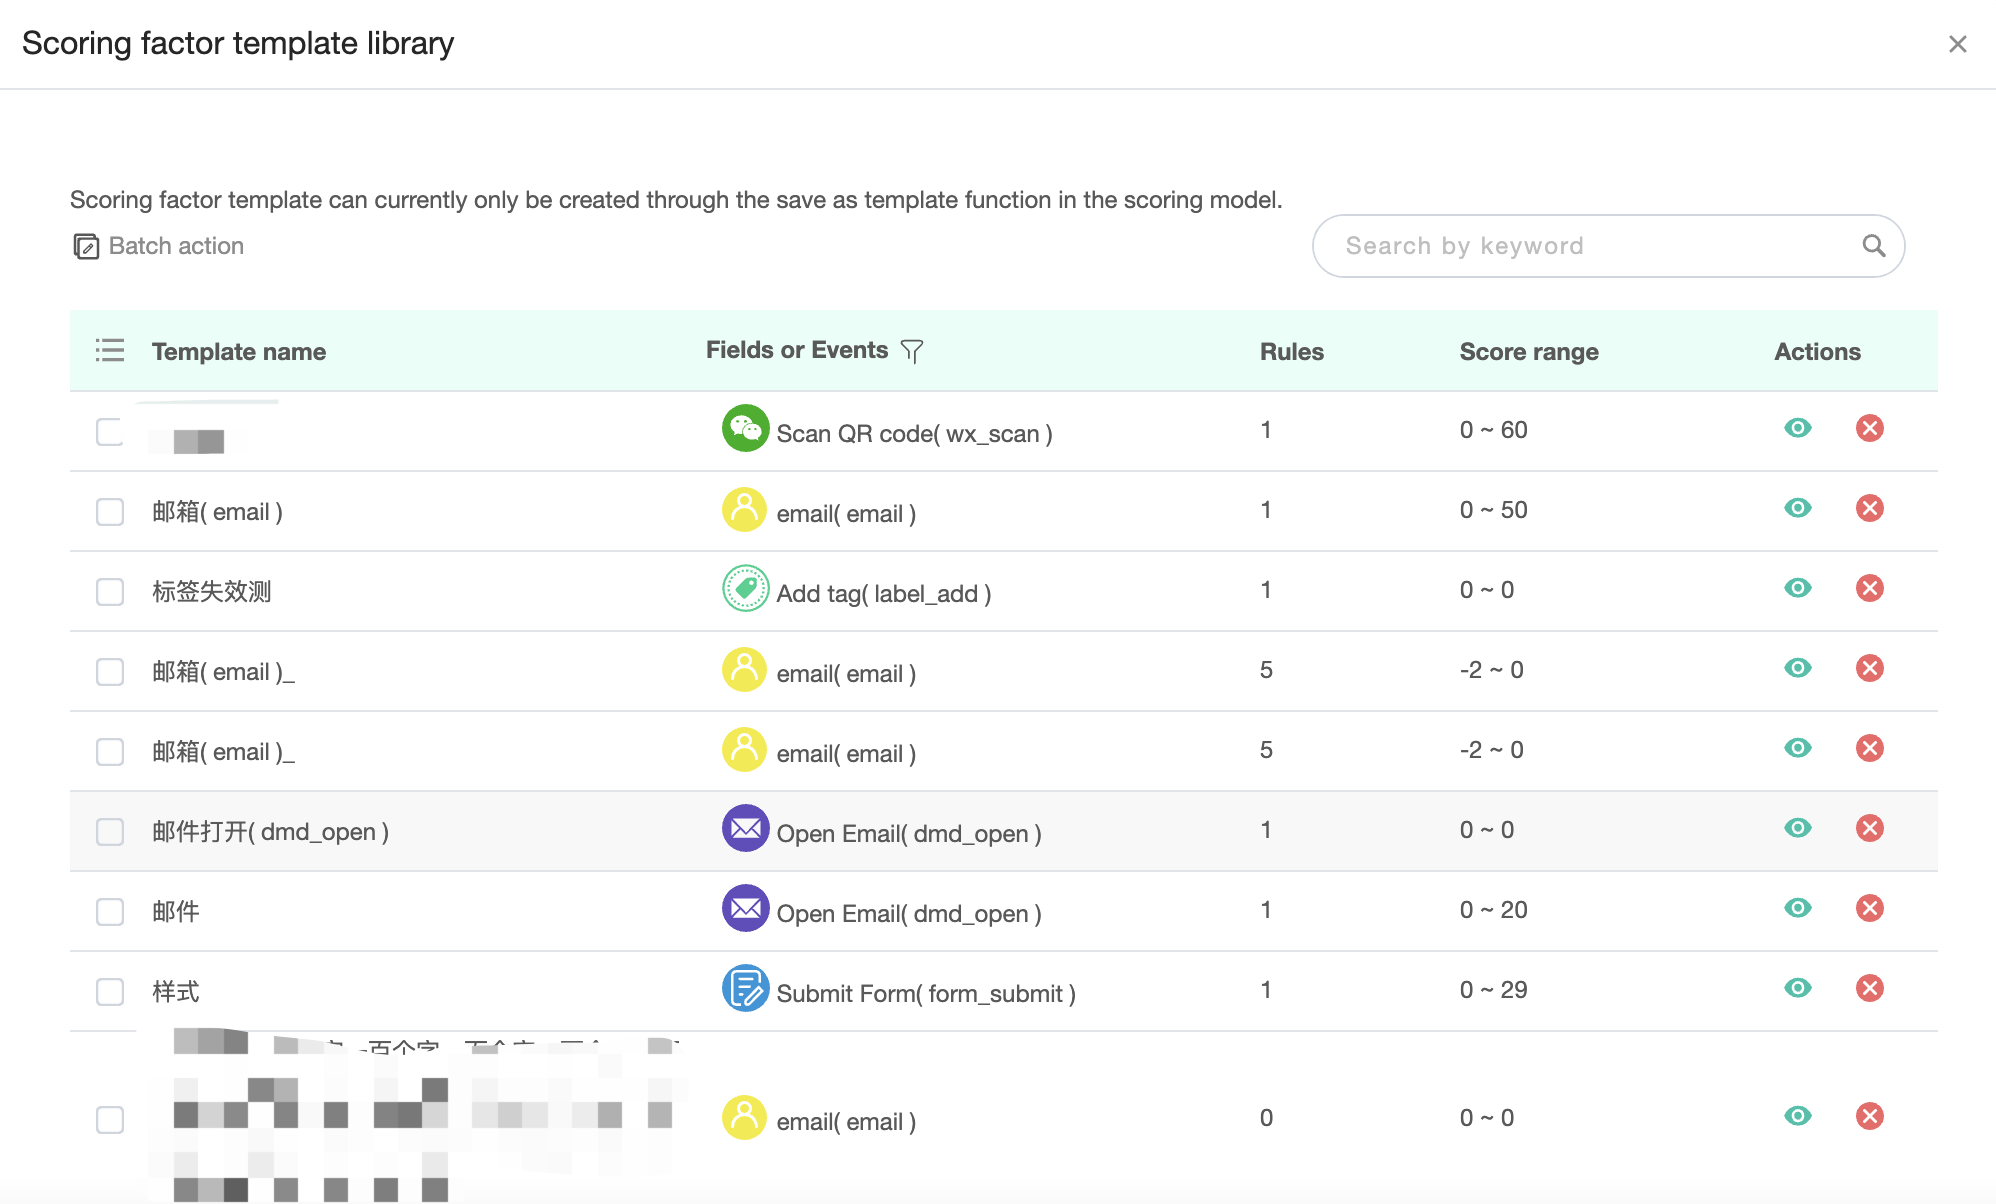 Scoring factor template library
Scoring factor template can currently only be created through the save as template function in the scoring model.
Batch action
Search by keyword
Template name Fields or Events Rules Score range Actions
Scan QR code( wx_scan ) 1 0 ~ 60
邮箱( email ) email( email ) 1 0 ~ 50
标签失效测 Add tag( label_add ) 1 0 ~ 0
邮箱( email )_ email( email ) 5 -2 ~ 0
邮箱( email )_ email( email ) 5 -2 ~ 0
邮件打开( dmd_open ) Open Email( dmd_open ) 1 0 ~ 0
邮件 Open Email( dmd_open ) 1 0 ~ 20
样式 Submit Form( form_submit ) 1 0 ~ 29
email( email ) 0 0 ~ 0